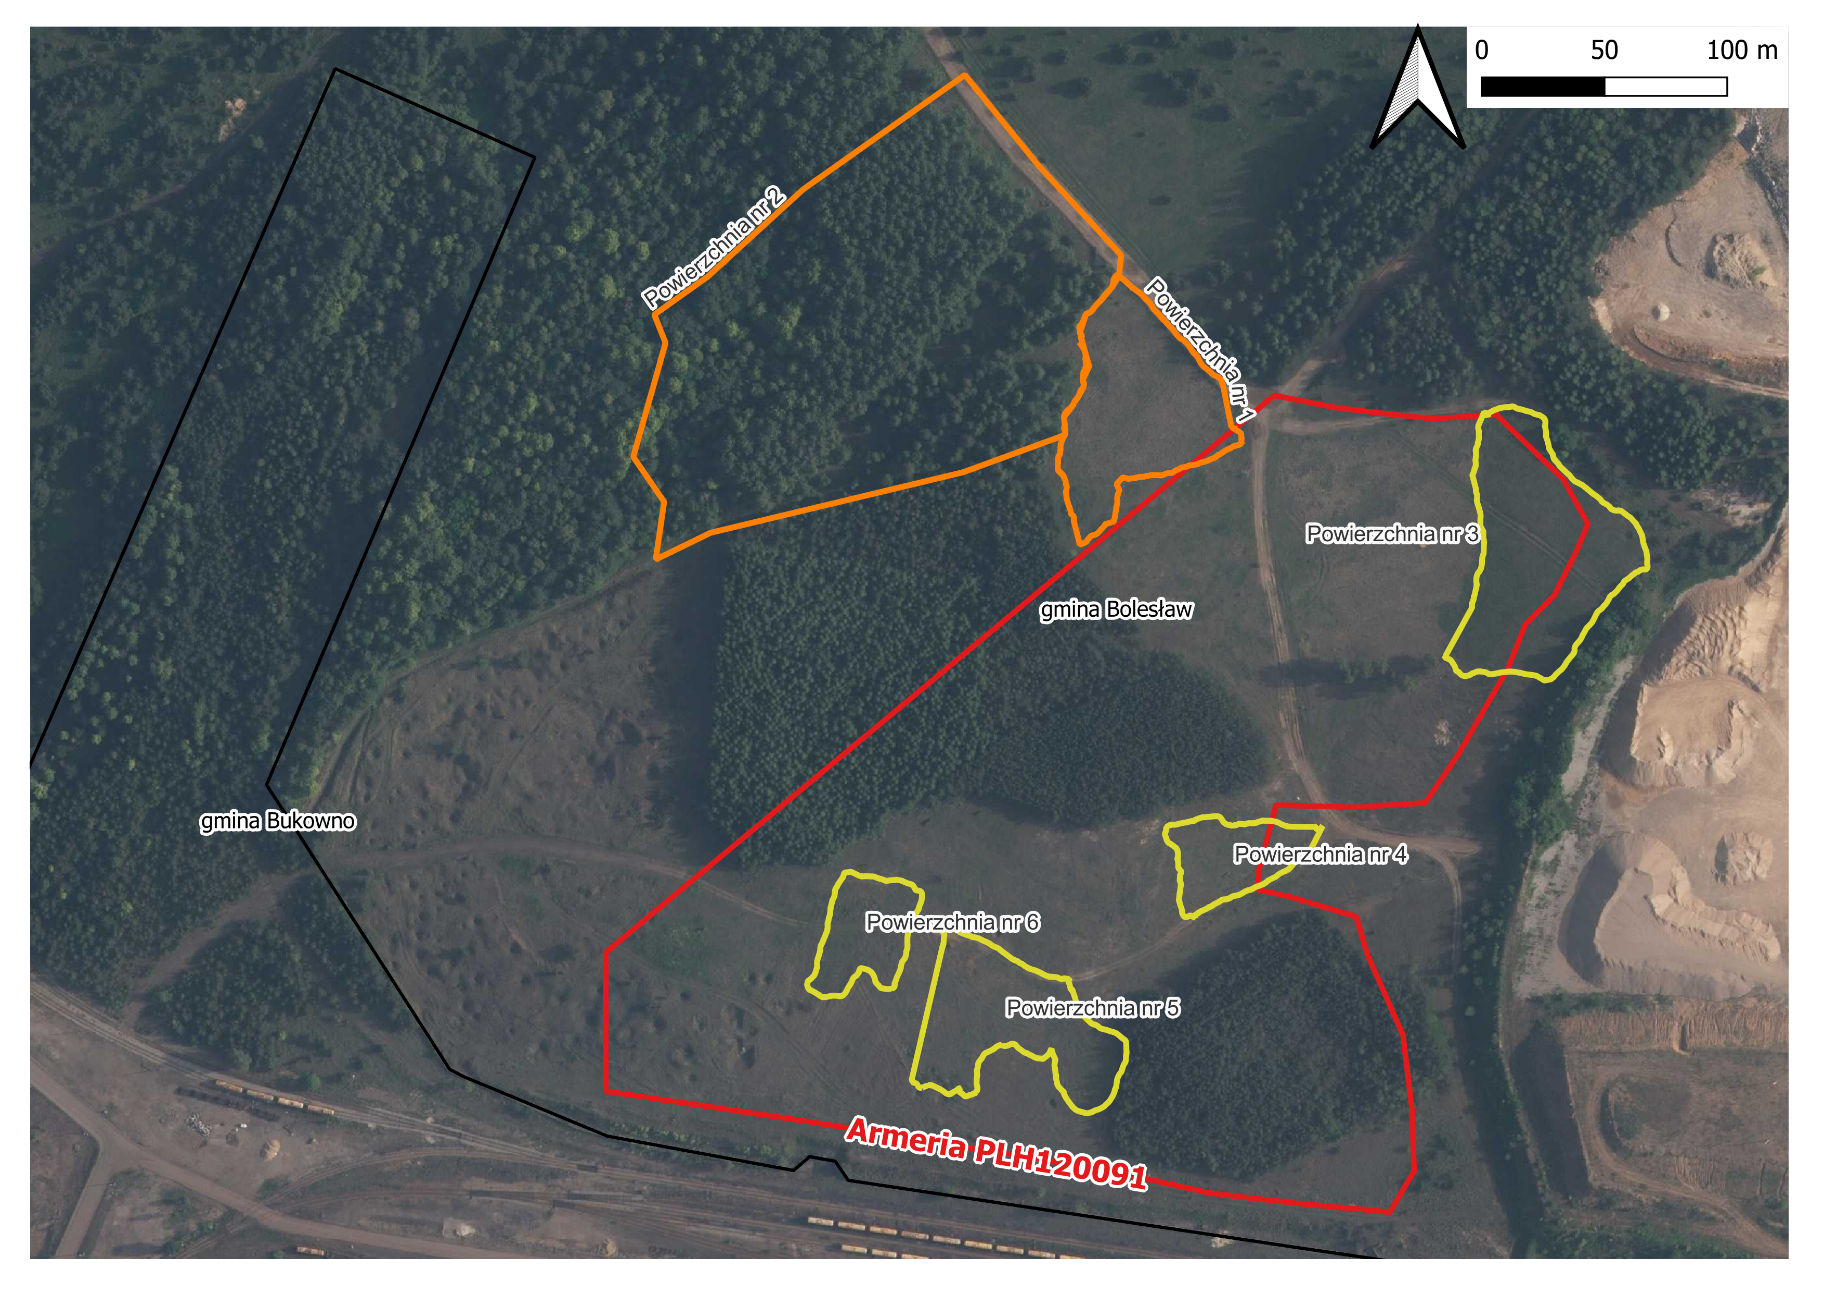 0 50 100 m
Powierzchnia nr 2
Powierzchnia nr 1
Powierzchnia nr 3
gmina Bolesław
gmina Bukowno
Powierzchnia nr 4
Powierzchnia nr 6
Powierzchnia nr 5
Armeria PLH120091